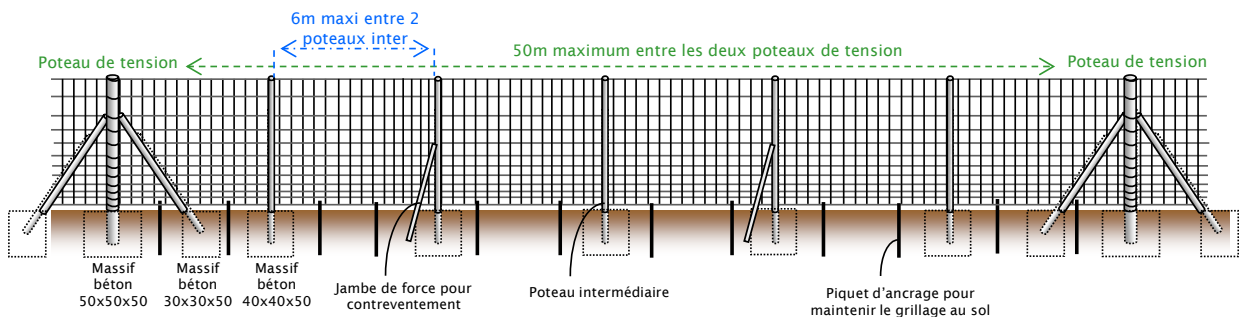 6m maxi entre 2
poteaux inter
50m maximum entre les deux poteaux de tension
Poteau de tension
Poteau de tension
Massif
béton
50x50x50
Massif
béton
30x30x50
Massif
béton
40x40x50
Jambe de force pour
contreventement
Poteau intermédiaire
Piquet d'ancrage pour
maintenir le grillage au sol